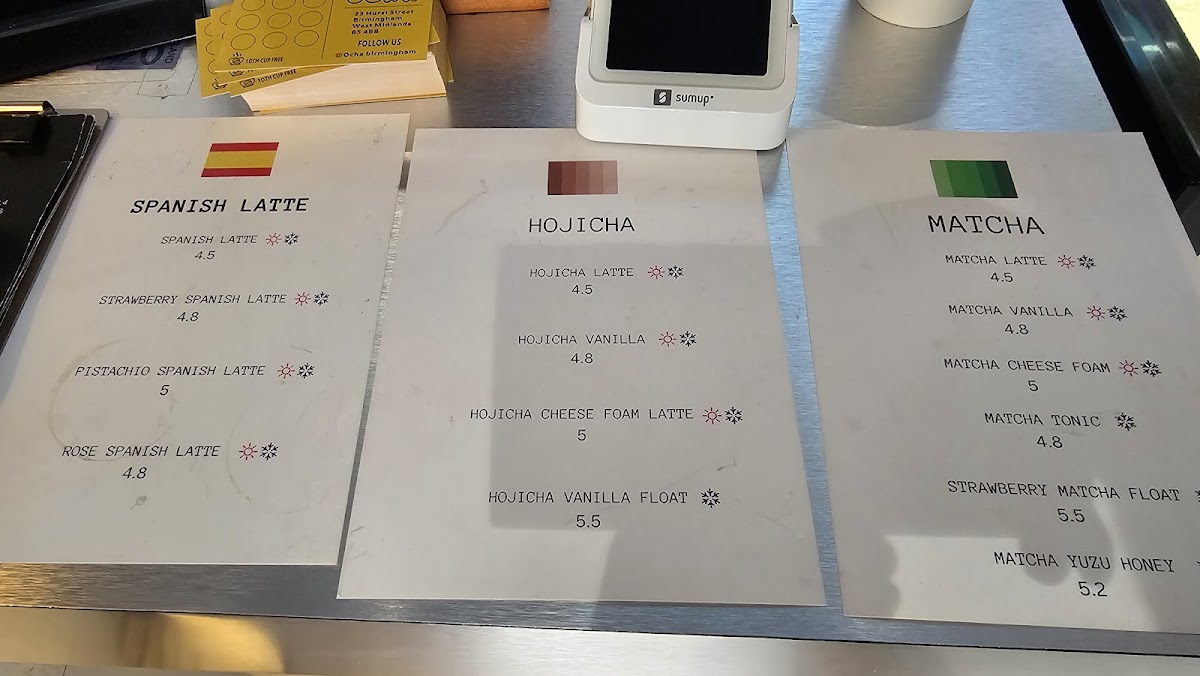 23 Hurst Street
Birmingham
West Midlands
B5 4BB
FOLLOW US
@Ocha birmingham
10TH CUP FREE
10TH CUP FREE
sumup
SPANISH LATTE
SPANISH LATTE
4.5
STRAWBERRY SPANISH LATTE
4.8
PISTACHIO SPANISH LATTE
5
ROSE SPANISH LATTE
4.8
HOJICHA
HOJICHA LATTE
4.5
HOJICHA VANILLA
4.8
HOJICHA CHEESE FOAM LATTE
5
HOJICHA VANILLA FLOAT
5.5
MATCHA
MATCHA LATTE
4.5
MATCHA VANILLA
4.8
MATCHA CHEESE FOAM
5
MATCHA TONIC
4.8
STRAWBERRY MATCHA FLOAT
5.5
MATCHA YUZU HONEY
5.2